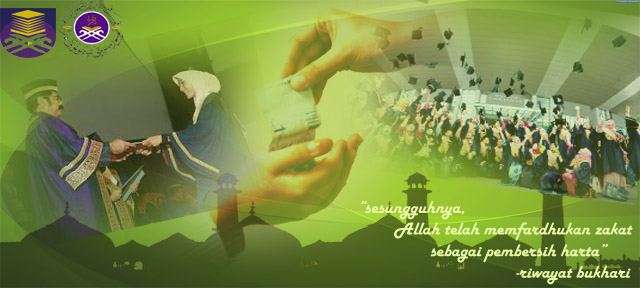 "sesungguhnya,
Allah telah memfardhukan zakat
sebagai pembersih harta"
-riwayat bukhari